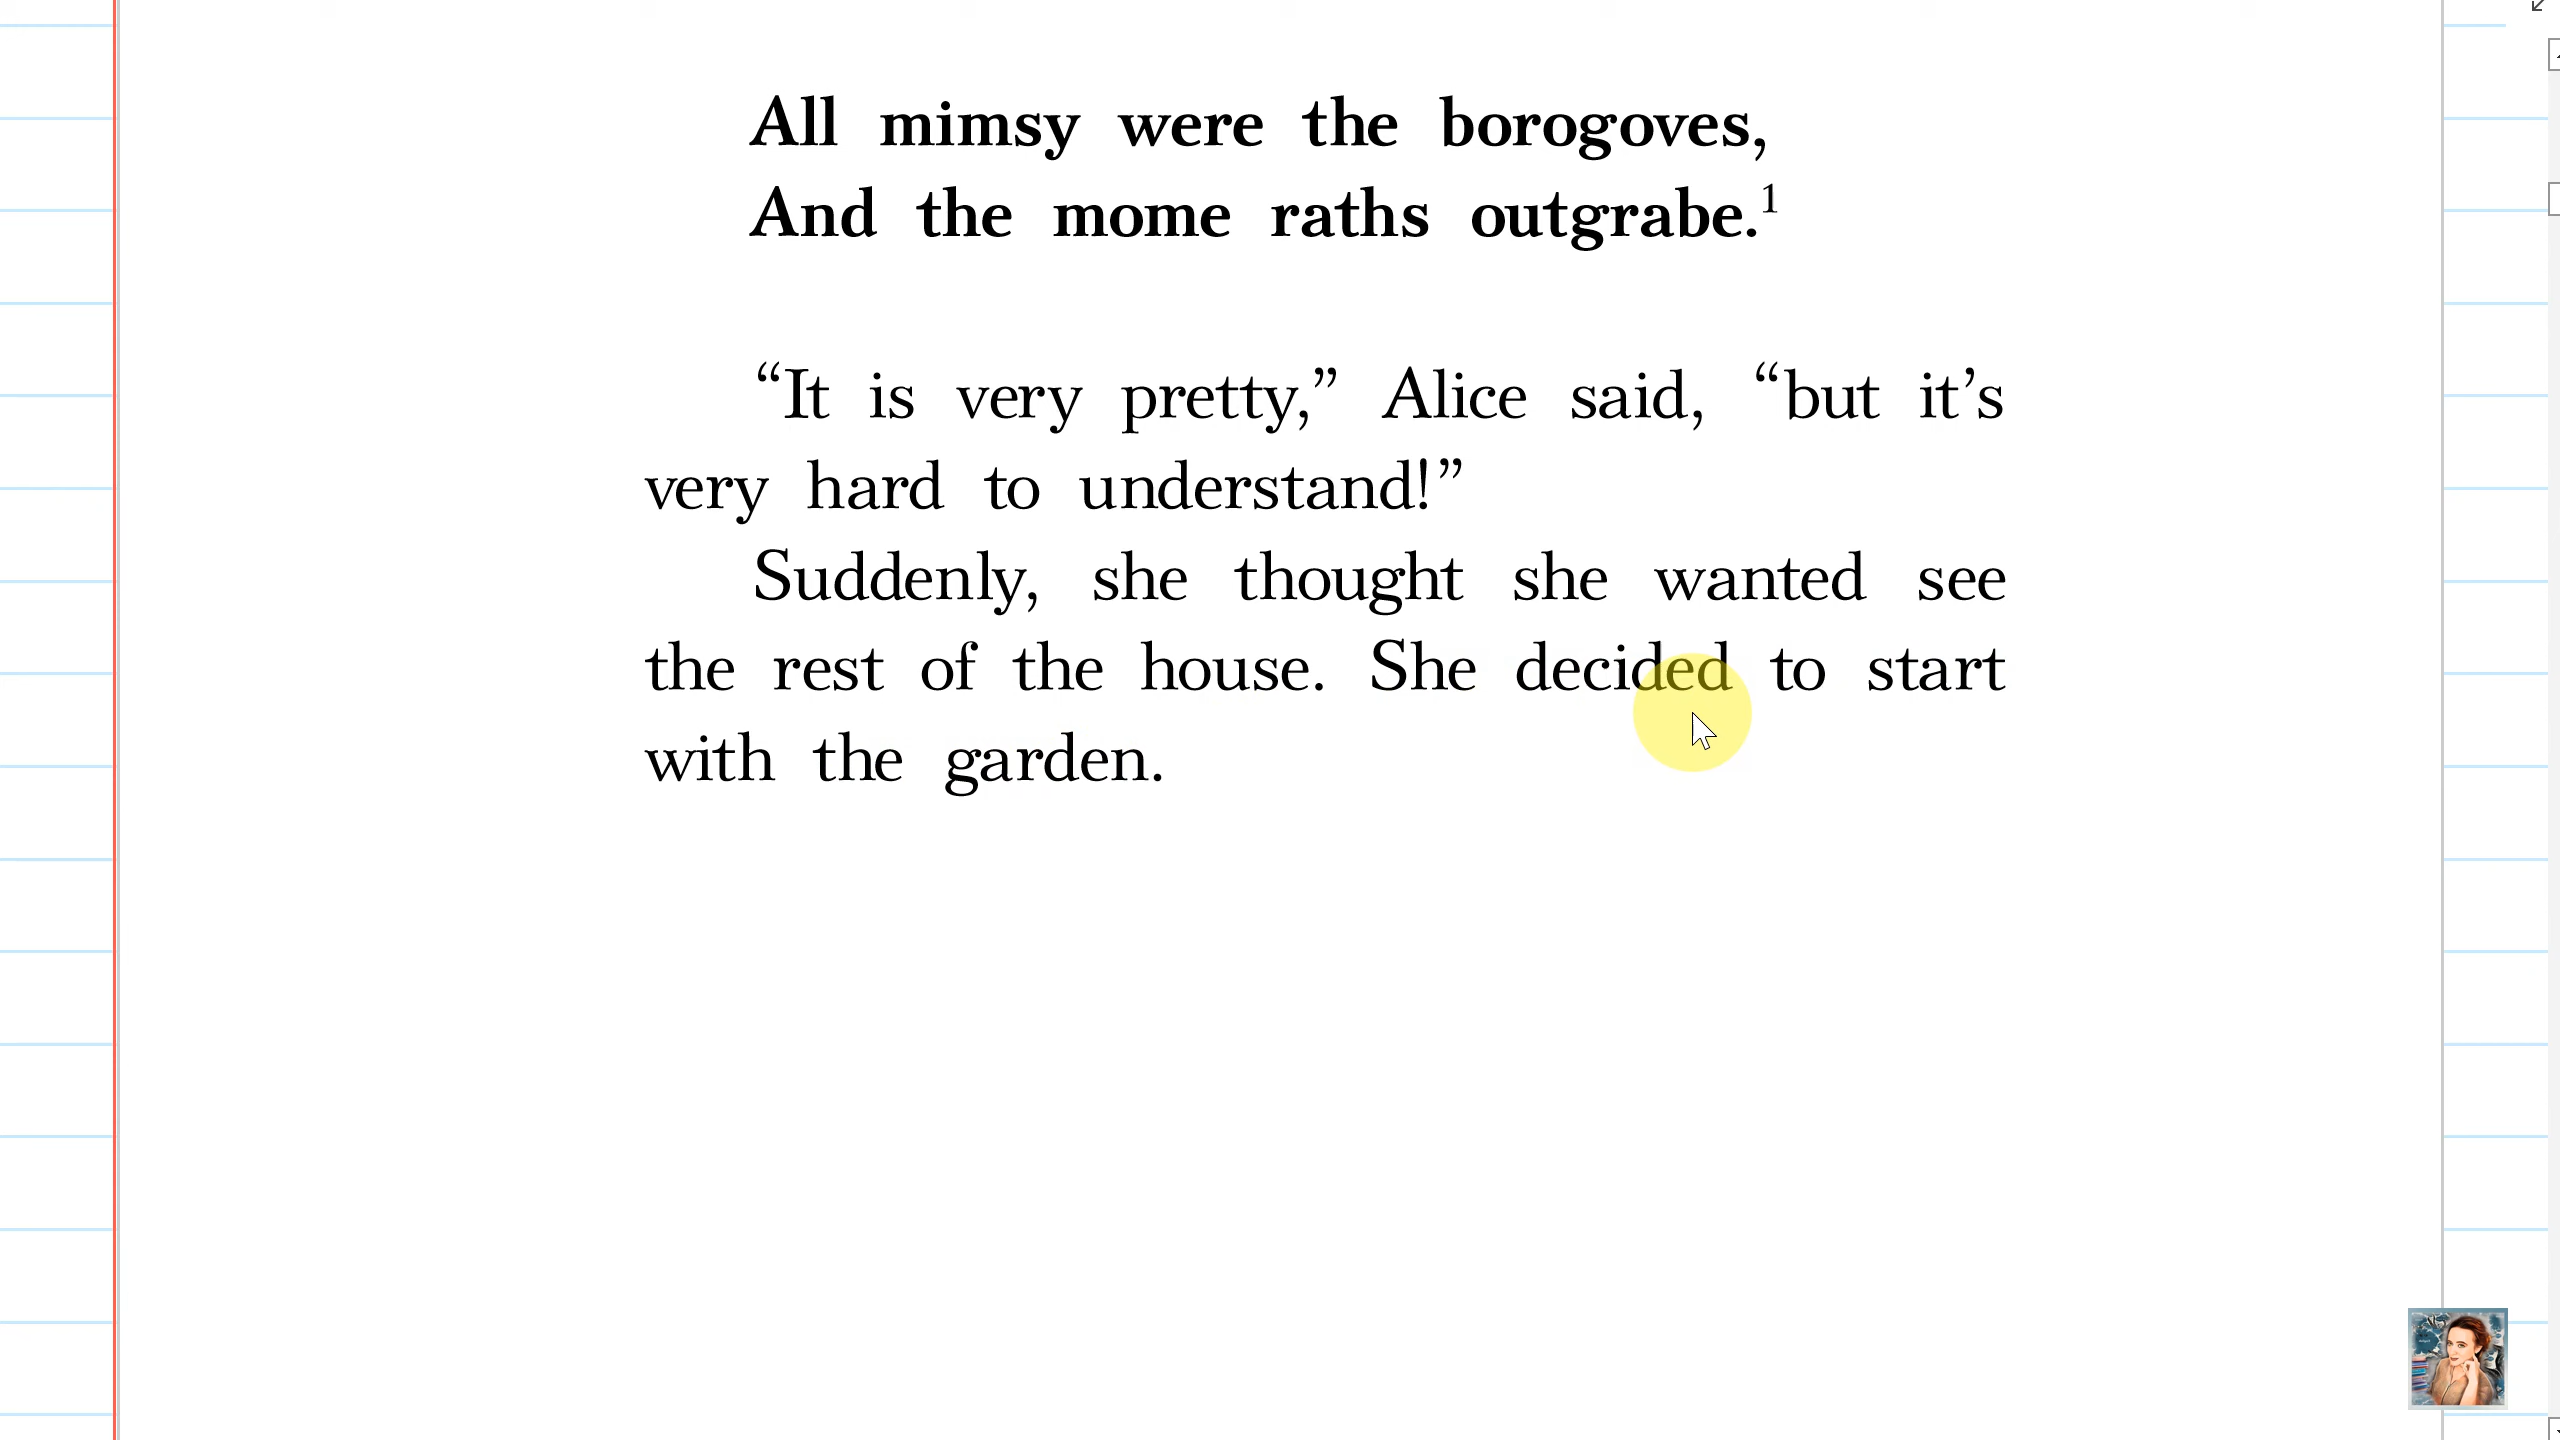 All mimsy were the borogoves,
And the mome raths outgrabe.¹
“It is very pretty,” Alice said, “but it’s
very hard to understand!”
Suddenly, she thought she wanted see
the rest of the house. She decided to start
with the garden.